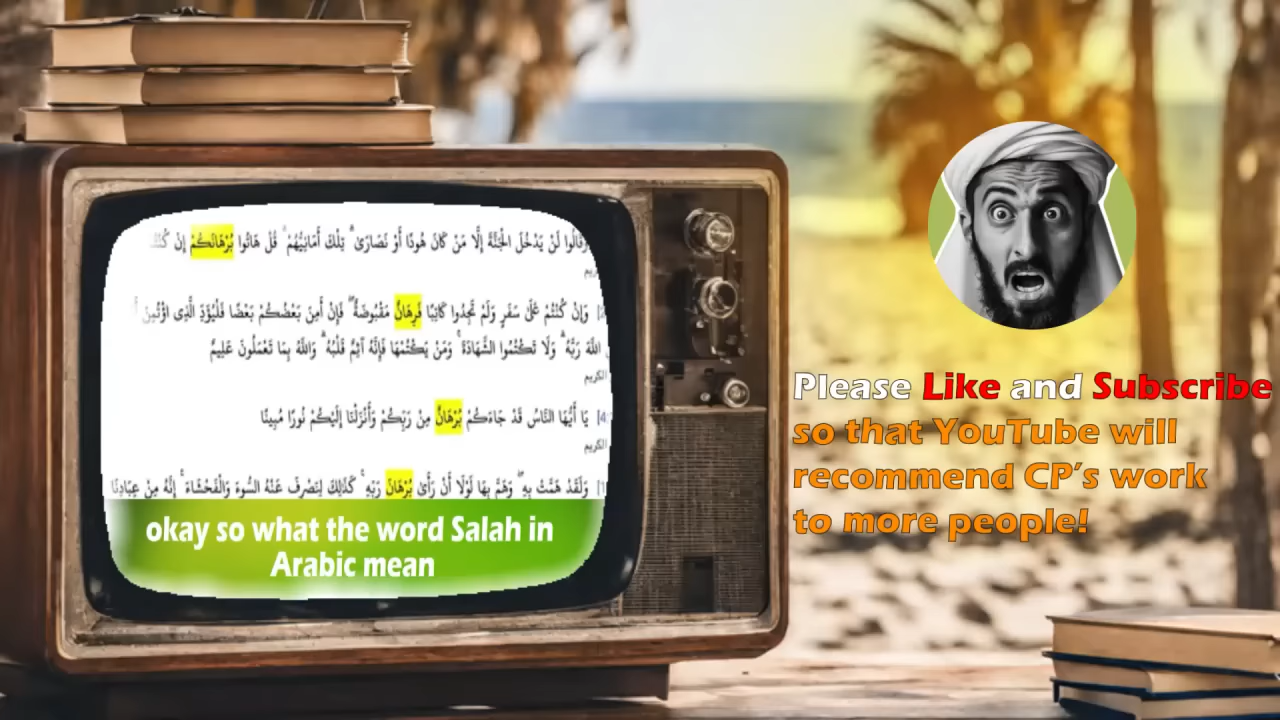 وَقَالُوا لَنْ يَدْخُلَ الْجَنَّةَ إِلَّا مَنْ كَانَ هُودًا أَوْ نَصَارَىٰ ۗ تِلْكَ أَمَانِيُّهُمْ ۗ قُلْ هَاتُوا بُرْهَانَكُمْ إِنْ
وَإِنْ كُنْتُمْ عَلَىٰ سَفَرٍ وَلَمْ تَجِدُوا كَاتِبًا فَرِهَانٌ مَقْبُوضَةٌ ۖ فَإِنْ أَمِنَ بَعْضُكُمْ بَعْضًا فَلْيُؤَدِّ الَّذِي اؤْتُمِنَ
اللَّهَ رَبَّهُ ۗ وَلَا تَكْتُمُوا الشَّهَادَةَ ۚ وَمَنْ يَكْتُمْهَا فَإِنَّهُ آثِمٌ قَلْبُهُ ۗ وَاللَّهُ بِمَا تَعْمَلُونَ عَلِيمٌ
الكريم
يَا أَيُّهَا النَّاسُ قَدْ جَاءَكُمْ بُرْهَانٌ مِنْ رَبِّكُمْ وَأَنْزَلْنَا إِلَيْكُمْ نُورًا مُبِينًا
الكريم
وَلَقَدْ هَمَّتْ بِهِ ۖ وَهَمَّ بِهَا لَوْلَا أَنْ رَأَىٰ بُرْهَانَ رَبِّهِ ۚ كَذَٰلِكَ لِنَصْرِفَ عَنْهُ السُّوءَ وَالْفَحْشَاءَ ۚ إِنَّهُ مِنْ عِبَادِنَا
okay so what the word Salah in
Arabic mean
Please Like and Subscribe
so that YouTube will
recommend CP's work
to more people!